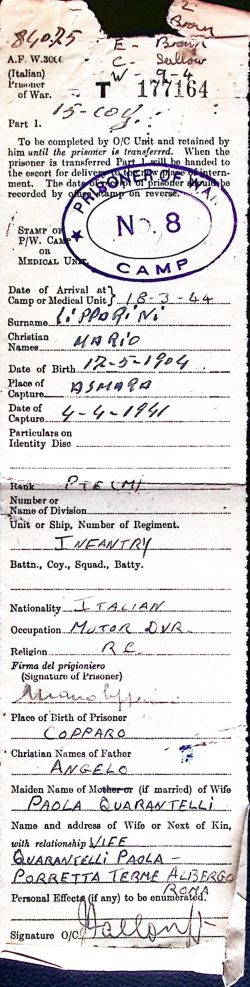 84025
E - Brown
C - Sallow
W - 9-4
A.F. W.3000
(Italian)
Prisoner
of War.
T 177164
15-COY
Part 1.
To be completed by O/C Unit and retained by
him until the prisoner is transferred. When the
prisoner is transferred Part 1 will be handed to
the escort for delivery to the new place of intern-
ment. The date of receipt of prisoner should be
recorded by other stamp on reverse.
PRISONER OF WAR
No. 8
CAMP
STAMP OF
P/W. CAMP
OR
MEDICAL UNIT.
Date of Arrival at
Camp or Medical Unit} 18-3-44
Surname LIPPARINI
Christian
Names MARIO
Date of Birth 12-5-1904
Place of
Capture ASMARA
Date of
Capture 4-4-1941
Particulars on
Identity Disc
Rank PTE (M)
Number or
Name of Division
Unit or Ship, Number of Regiment.
INFANTRY
Battn., Coy., Squad., Batty.
Nationality ITALIAN
Occupation MOTOR DVR.
Religion R C
Firma del prigioniero
(Signature of Prisoner)
Place of Birth of Prisoner
COPPARO
Christian Names of Father
ANGELO
Maiden Name of Mother or (if married) of Wife
PAOLA QUARANTELLI
Name and address of Wife or Next of Kin,
with relationship WIFE
QUARANTELLI PAOLA -
PORRETTA TERME ALBERGO
ROMA
Personal Effects (if any) to be enumerated.
Signature O/C